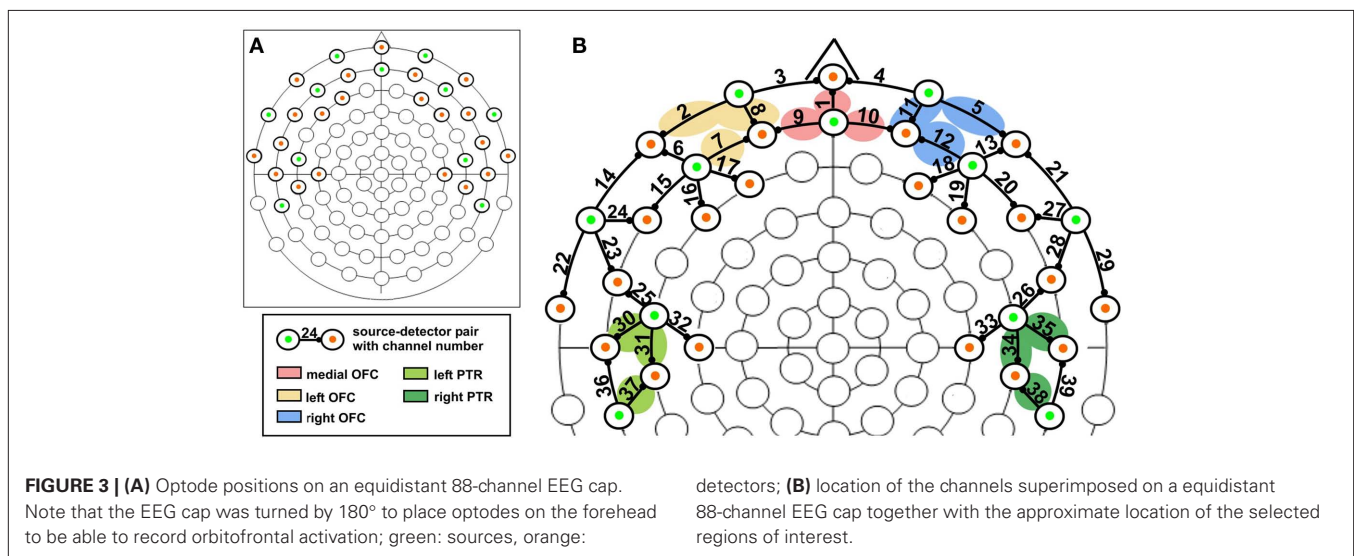 A
B
3
4
2
8
1
11
5
9
10
7
12
6
17
18
13
14
15
16
19
20
21
24
27
23
28
22
25
26
29
30
32
33
35
31
34
36
37
38
39
24
source-detector pair
with channel number
medial OFC
left PTR
left OFC
right PTR
right OFC
FIGURE 3 | (A) Optode positions on an equidistant 88-channel EEG cap.
Note that the EEG cap was turned by 180° to place optodes on the forehead
to be able to record orbitofrontal activation; green: sources, orange:
detectors; (B) location of the channels superimposed on a equidistant
88-channel EEG cap together with the approximate location of the selected
regions of interest.